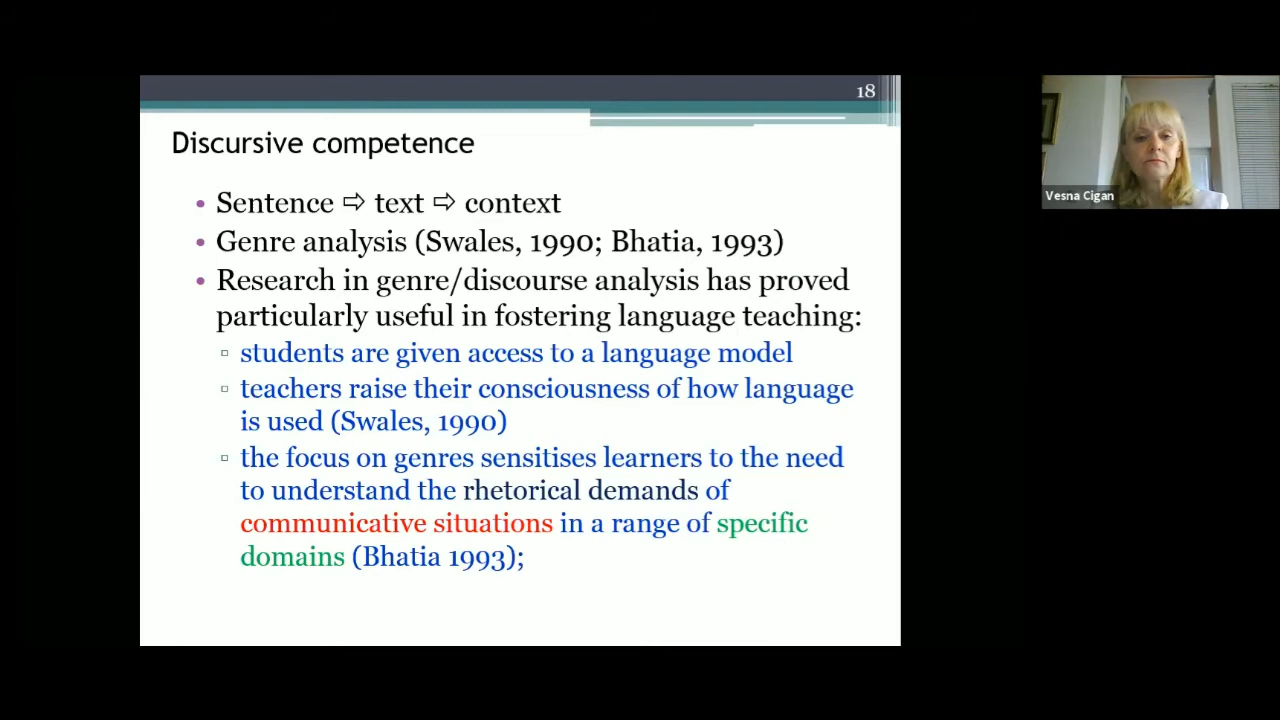 18
Discursive competence
• Sentence ⇨ text ⇨ context
• Genre analysis (Swales, 1990; Bhatia, 1993)
• Research in genre/discourse analysis has proved
particularly useful in fostering language teaching:
▫ students are given access to a language model
▫ teachers raise their consciousness of how language
is used (Swales, 1990)
▫ the focus on genres sensitises learners to the need
to understand the rhetorical demands of
communicative situations in a range of specific
domains (Bhatia 1993);
Vesna Cigan